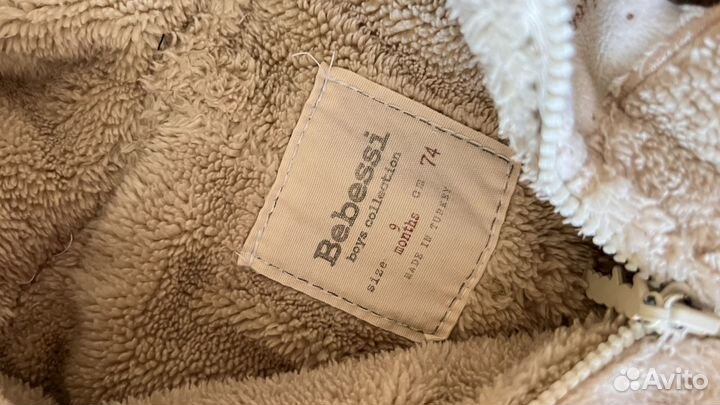 Bebessi
boys collection
size: 9 months cm 74
MADE IN TURKEY
Avito